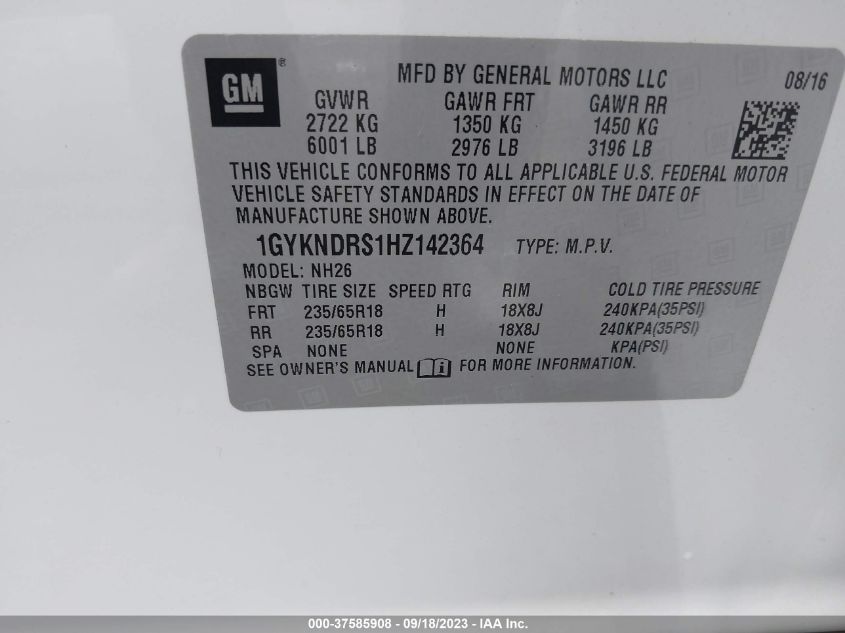 GM®
MFD BY GENERAL MOTORS LLC 08/16
GVWR GAWR FRT GAWR RR
2722 KG 1350 KG 1450 KG
6001 LB 2976 LB 3196 LB
THIS VEHICLE CONFORMS TO ALL APPLICABLE U.S. FEDERAL MOTOR
VEHICLE SAFETY STANDARDS IN EFFECT ON THE DATE OF
MANUFACTURE SHOWN ABOVE.
1GYKNDRS1HZ142364 TYPE: M.P.V.
MODEL: NH26
NBGW TIRE SIZE SPEED RTG RIM COLD TIRE PRESSURE
FRT 235/65R18 H 18X8J 240KPA(35PSI)
RR 235/65R18 H 18X8J 240KPA(35PSI)
SPA NONE NONE KPA(PSI)
SEE OWNER'S MANUAL FOR MORE INFORMATION.
000-37585908 - 09/18/2023 - IAA Inc.